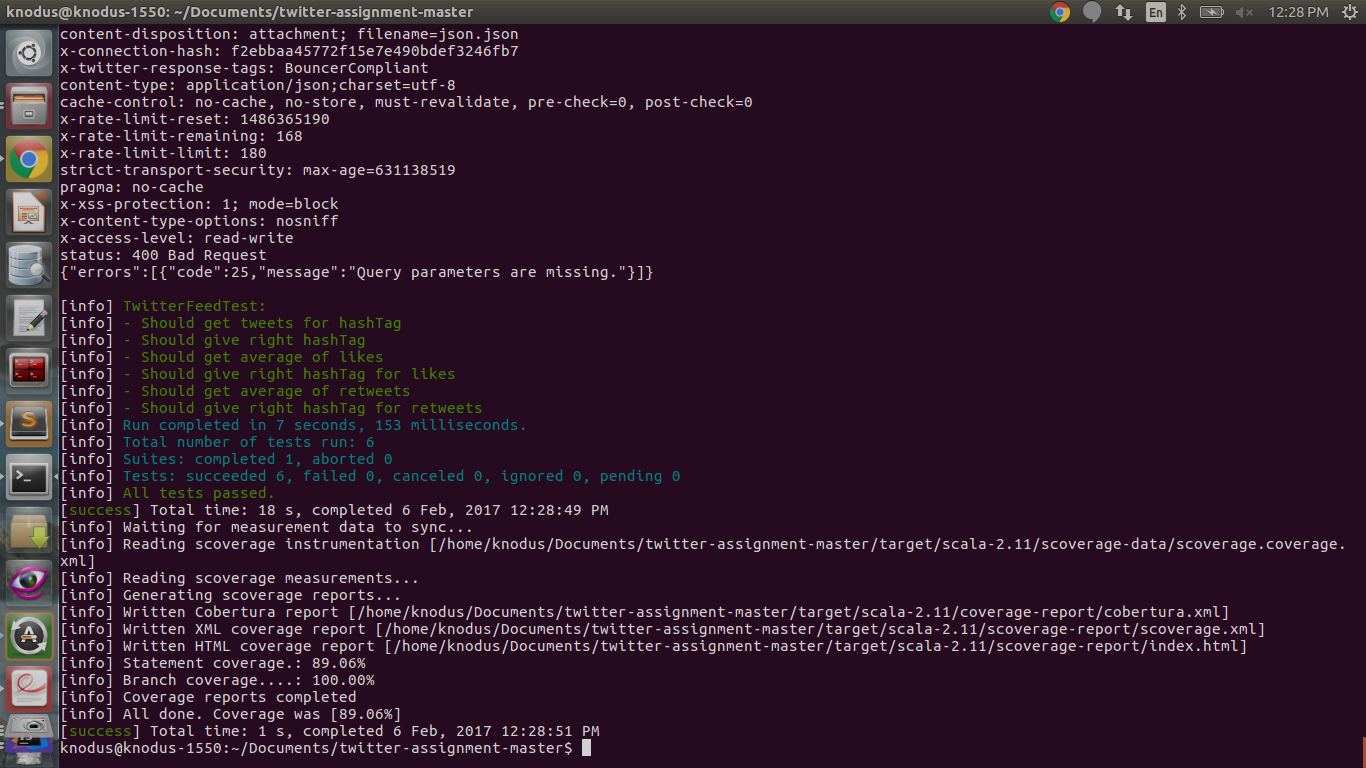 knodus@knodus-1550: ~/Documents/twitter-assignment-master
En
12:28 PM
content-disposition: attachment; filename=json.json
x-connection-hash: f2ebbaa45772f15e7e490bdef3246fb7
x-twitter-response-tags: BouncerCompliant
content-type: application/json;charset=utf-8
cache-control: no-cache, no-store, must-revalidate, pre-check=0, post-check=0
x-rate-limit-reset: 1486365190
x-rate-limit-remaining: 168
x-rate-limit-limit: 180
strict-transport-security: max-age=631138519
pragma: no-cache
x-xss-protection: 1; mode=block
x-content-type-options: nosniff
x-access-level: read-write
status: 400 Bad Request
{"errors":[{"code":25,"message":"Query parameters are missing."}]}
[info] TwitterFeedTest:
[info] - Should get tweets for hashTag
[info] - Should give right hashTag
[info] - Should get average of likes
[info] - Should give right hashTag for likes
[info] - Should get average of retweets
[info] - Should give right hashTag for retweets
[info] Run completed in 7 seconds, 153 milliseconds.
[info] Total number of tests run: 6
[info] Suites: completed 1, aborted 0
[info] Tests: succeeded 6, failed 0, canceled 0, ignored 0, pending 0
[info] All tests passed.
[success] Total time: 18 s, completed 6 Feb, 2017 12:28:49 PM
[info] Waiting for measurement data to sync...
[info] Reading scoverage instrumentation [/home/knodus/Documents/twitter-assignment-master/target/scala-2.11/scoverage-data/scoverage.coverage.
xml]
[info] Reading scoverage measurements...
[info] Generating scoverage reports...
[info] Written Cobertura report [/home/knodus/Documents/twitter-assignment-master/target/scala-2.11/coverage-report/cobertura.xml]
[info] Written XML coverage report [/home/knodus/Documents/twitter-assignment-master/target/scala-2.11/scoverage-report/scoverage.xml]
[info] Written HTML coverage report [/home/knodus/Documents/twitter-assignment-master/target/scala-2.11/scoverage-report/index.html]
[info] Statement coverage.: 89.06%
[info] Branch coverage....: 100.00%
[info] Coverage reports completed
[info] All done. Coverage was [89.06%]
[success] Total time: 1 s, completed 6 Feb, 2017 12:28:51 PM
knodus@knodus-1550:~/Documents/twitter-assignment-master$